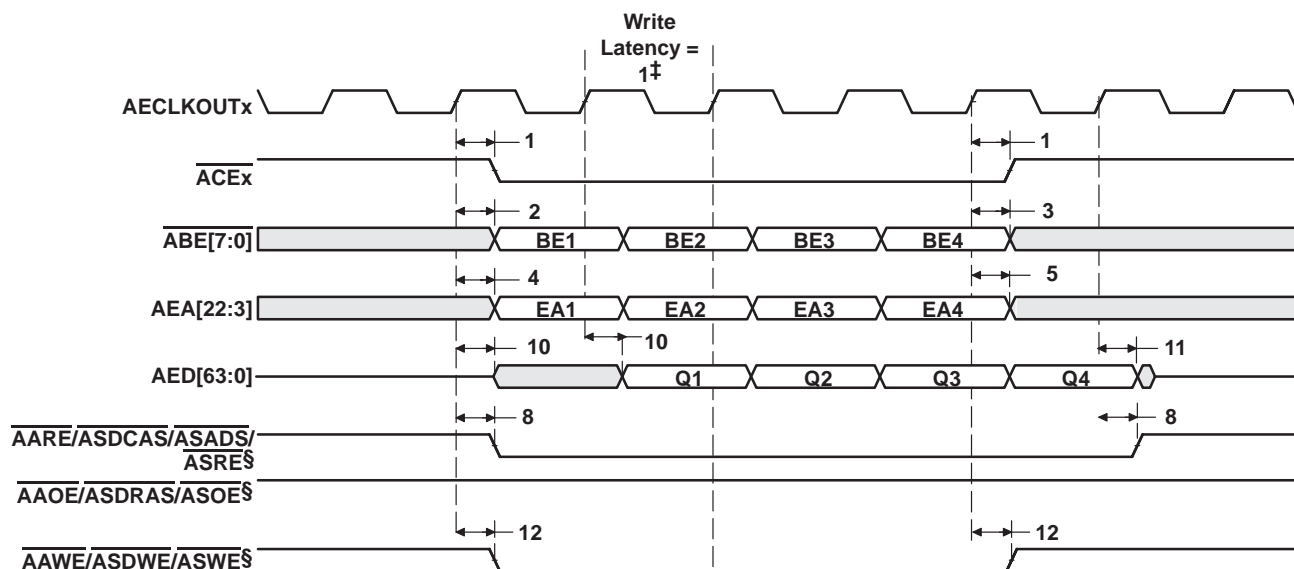 Write
Latency =
1‡
AECLKOUTx
1 1
ACEx
2 3
ABE[7:0] BE1 BE2 BE3 BE4
4 5
AEA[22:3] EA1 EA2 EA3 EA4
10 10 11
AED[63:0] Q1 Q2 Q3 Q4
8 8
AARE/ASDCAS/ASADS/
ASRE§
AAOE/ASDRAS/ASOE§
12 12
AAWE/ASDWE/ASWE§